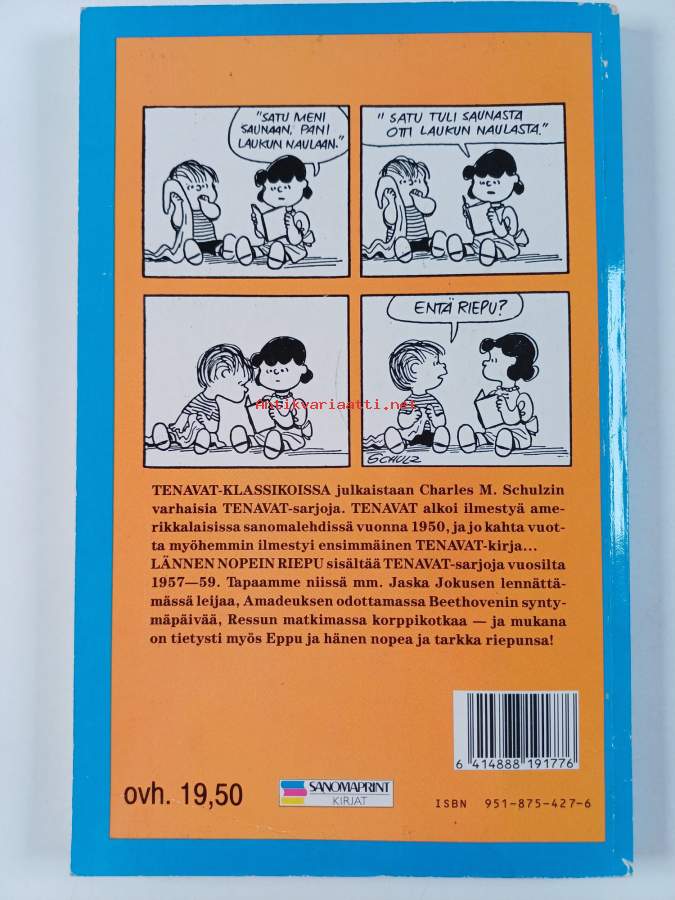 "SATU MENI
SAUNAAN, PANI
LAUKUN NAULAAN."
"SATU TULI SAUNASTA
OTTI LAUKUN NAULASTA."
ENTÄ RIEPU?
SCHULZ
Antikvariaatti.net
TENAVAT-KLASSIKOISSA julkaistaan Charles M. Schulzin
varhaisia TENAVAT-sarjoja. TENAVAT alkoi ilmestyä ame-
rikkalaisissa sanomalehdissä vuonna 1950, ja jo kahta vuot-
ta myöhemmin ilmestyi ensimmäinen TENAVAT-kirja...
LÄNNEN NOPEIN RIEPU sisältää TENAVAT-sarjoja vuosilta
1957—59. Tapaamme niissä mm. Jaska Jokusen lennättä-
mässä leijaa, Amadeuksen odottamassa Beethovenin synty-
mäpäivää, Ressun matkimassa korppikotkaa — ja mukana
on tietysti myös Eppu ja hänen nopea ja tarkka riepunsa!
6 414888 191776
ovh. 19,50
SANOMAPRINT
KIRJAT
ISBN 951-875-427-6